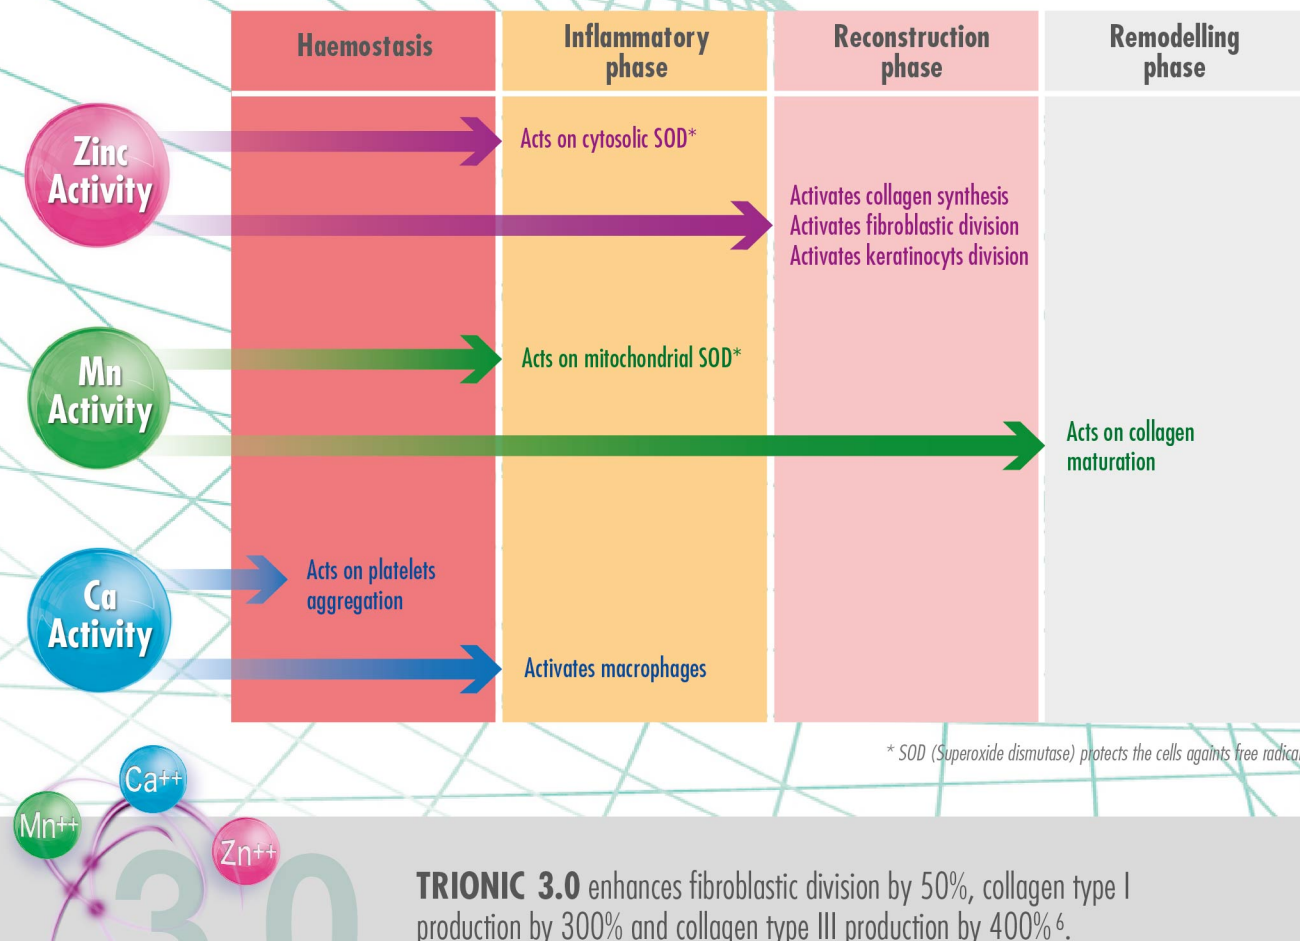 Haemostasis
Inflammatory
phase
Reconstruction
phase
Remodelling
phase
Zinc
Activity
Acts on cytosolic SOD*
Activates collagen synthesis
Activates fibroblastic division
Activates keratinocyts division
Mn
Activity
Acts on mitochondrial SOD*
Acts on collagen
maturation
Ca
Activity
Acts on platelets
aggregation
Activates macrophages
* SOD (Superoxide dismutase) protects the cells againts free
Ca++
Mn++
Zn++
3.0
TRIONIC 3.0 enhances fibroblastic division by 50%, collagen type I
production by 300% and collagen type III production by 400% 6.